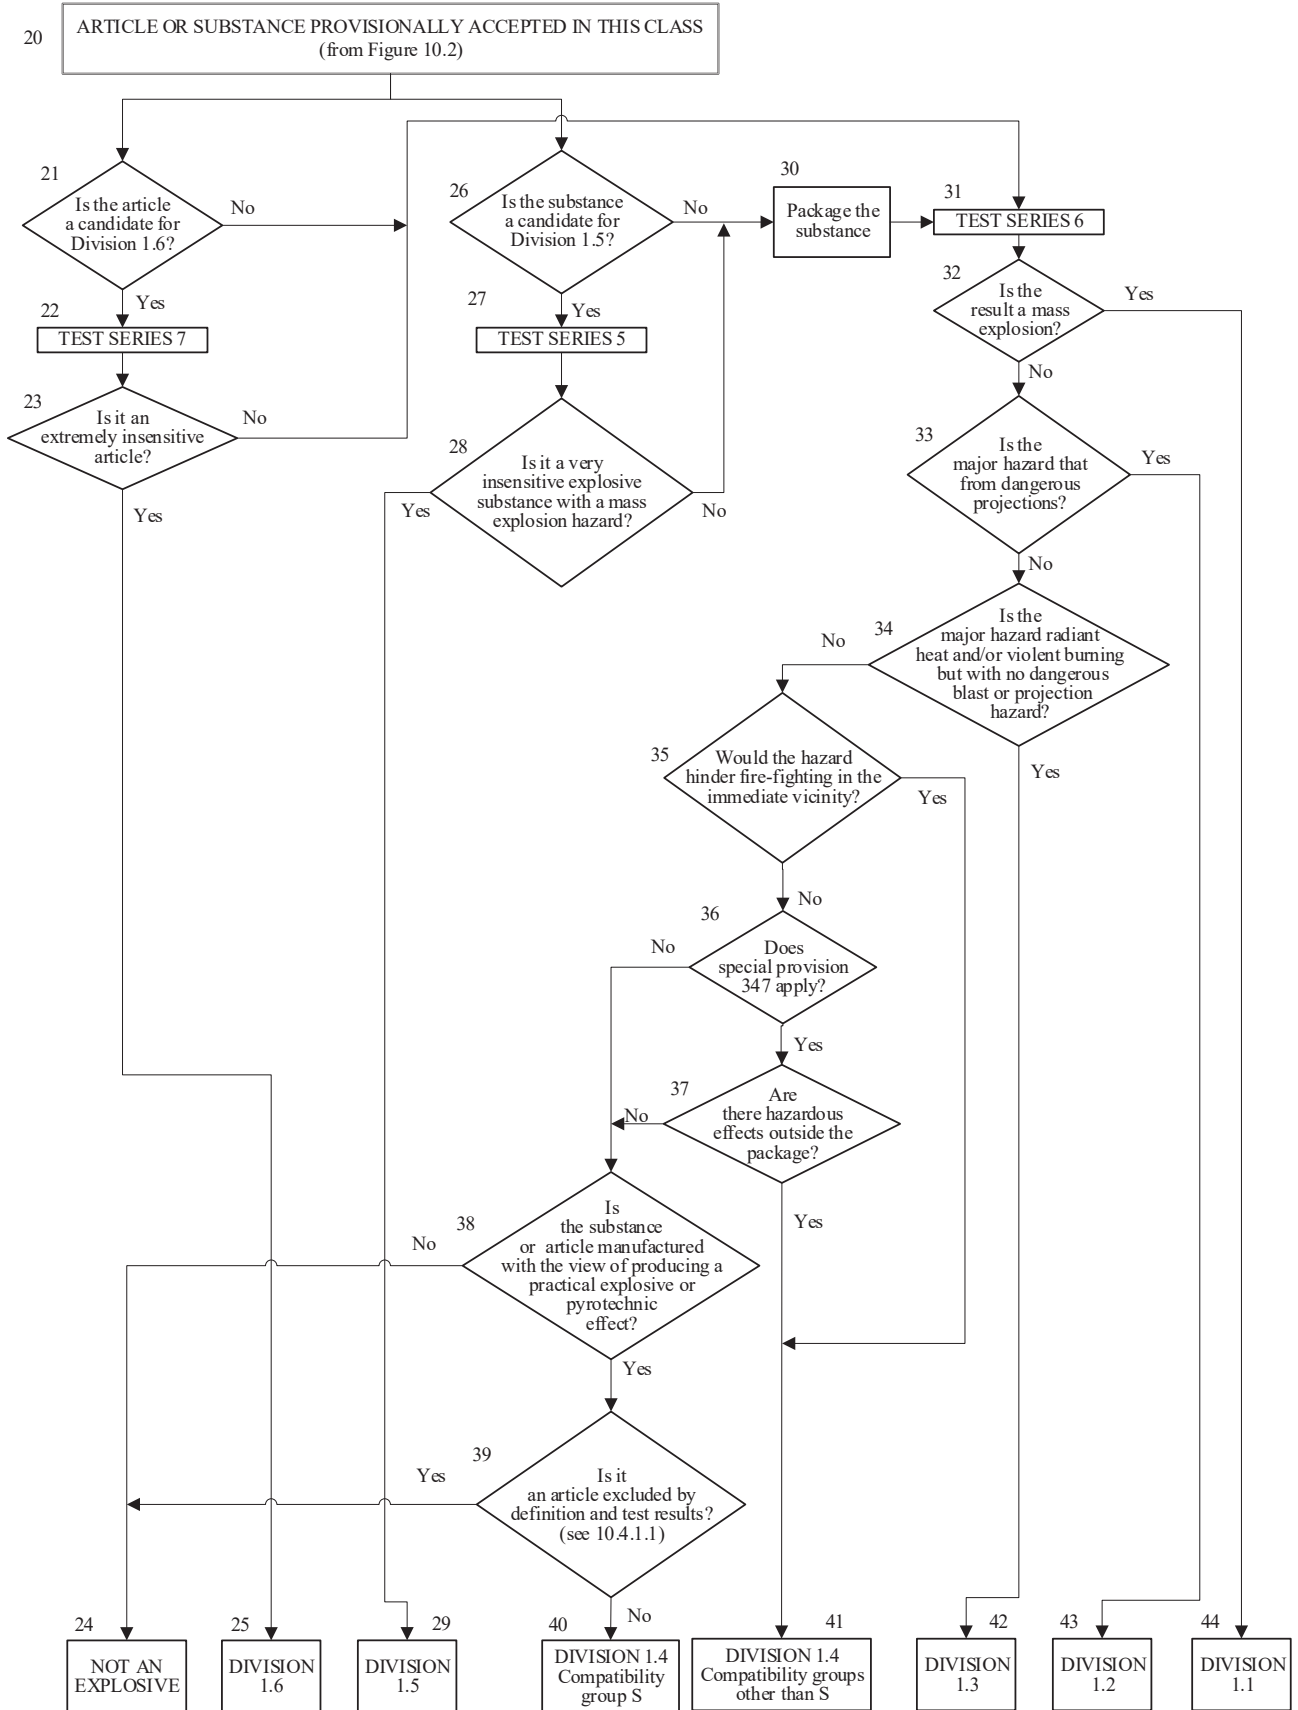 20
ARTICLE OR SUBSTANCE PROVISIONALLY ACCEPTED IN THIS CLASS
(from Figure 10.2)
21
Is the article
a candidate for
Division 1.6?
No
Yes
22
TEST SERIES 7
23
Is it an
extremely insensitive
article?
No
Yes
26
Is the substance
a candidate for
Division 1.5?
No
Yes
27
TEST SERIES 5
28
Is it a very
insensitive explosive
substance with a mass
explosion hazard?
Yes
No
30
Package the
substance
31
TEST SERIES 6
32
Is the
result a mass
explosion?
Yes
No
33
Is the
major hazard that
from dangerous
projections?
Yes
No
34
Is the
major hazard radiant
heat and/or violent burning
but with no dangerous
blast or projection
hazard?
No
Yes
35
Would the hazard
hinder fire-fighting in the
immediate vicinity?
Yes
No
36
Does
special provision
347 apply?
No
Yes
37
Are
there hazardous
effects outside the
package?
No
Yes
38
Is
the substance
or article manufactured
with the view of producing a
practical explosive or
pyrotechnic
effect?
No
Yes
39
Is it
an article excluded by
definition and test results?
(see 10.4.1.1)
Yes
No
24
NOT AN
EXPLOSIVE
25
DIVISION
1.6
29
DIVISION
1.5
40
DIVISION 1.4
Compatibility
group S
41
DIVISION 1.4
Compatibility groups
other than S
42
DIVISION
1.3
43
DIVISION
1.2
44
DIVISION
1.1